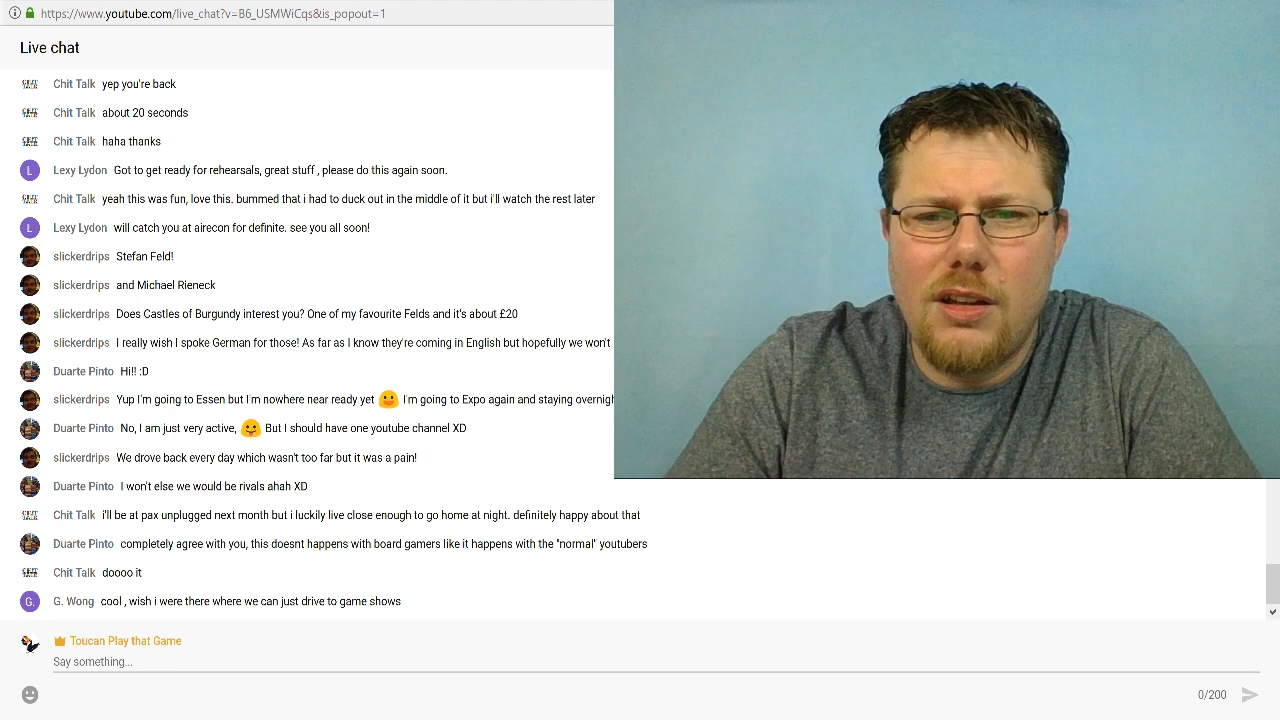 https://www.youtube.com/live_chat?v=B6_USMWiCqs&is_popout=1
Live chat
Chit Talk yep you're back
Chit Talk about 20 seconds
Chit Talk haha thanks
L Lexy Lydon Got to get ready for rehearsals, great stuff , please do this again soon.
Chit Talk yeah this was fun, love this. bummed that i had to duck out in the middle of it but i'll watch the rest later
L Lexy Lydon will catch you at airecon for definite, see you all soon!
slickerdrips Stefan Feld!
slickerdrips and Michael Rieneck
slickerdrips Does Castles of Burgundy interest you? One of my favourite Felds and it's about £20
slickerdrips I really wish I spoke German for those! As far as I know they're coming in English but hopefully we won't
Duarte Pinto Hi!! :D
slickerdrips Yup I'm going to Essen but I'm nowhere near ready yet I'm going to Expo again and staying overnigh
Duarte Pinto No, I am just very active, But I should have one youtube channel XD
slickerdrips We drove back every day which wasn't too far but it was a pain!
Duarte Pinto I won't else we would be rivals ahah XD
Chit Talk i'll be at pax unplugged next month but i luckily live close enough to go home at night. definitely happy about that
Duarte Pinto completely agree with you, this doesnt happens with board gamers like it happens with the "normal" youtubers
Chit Talk doooo it
G. G. Wong cool , wish i were there where we can just drive to game shows
Toucan Play that Game
Say something...
0/200